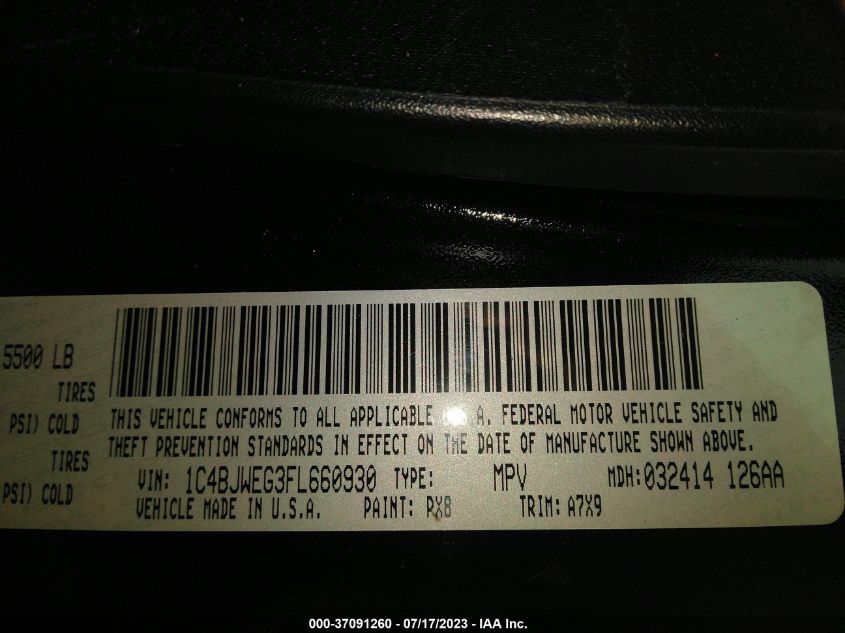 5500 LB
TIRES
PSI) COLD
TIRES
PSI) COLD
THIS VEHICLE CONFORMS TO ALL APPLICABLE A. FEDERAL MOTOR VEHICLE SAFETY AND
THEFT PREVENTION STANDARDS IN EFFECT ON THE DATE OF MANUFACTURE SHOWN ABOVE.
VIN: 1C4BJWEG3FL660930 TYPE: MPV MDH:032414 126AA
VEHICLE MADE IN U.S.A. PAINT: PX8 TRIM: A7X9
000-37091260 - 07/17/2023 - IAA Inc.